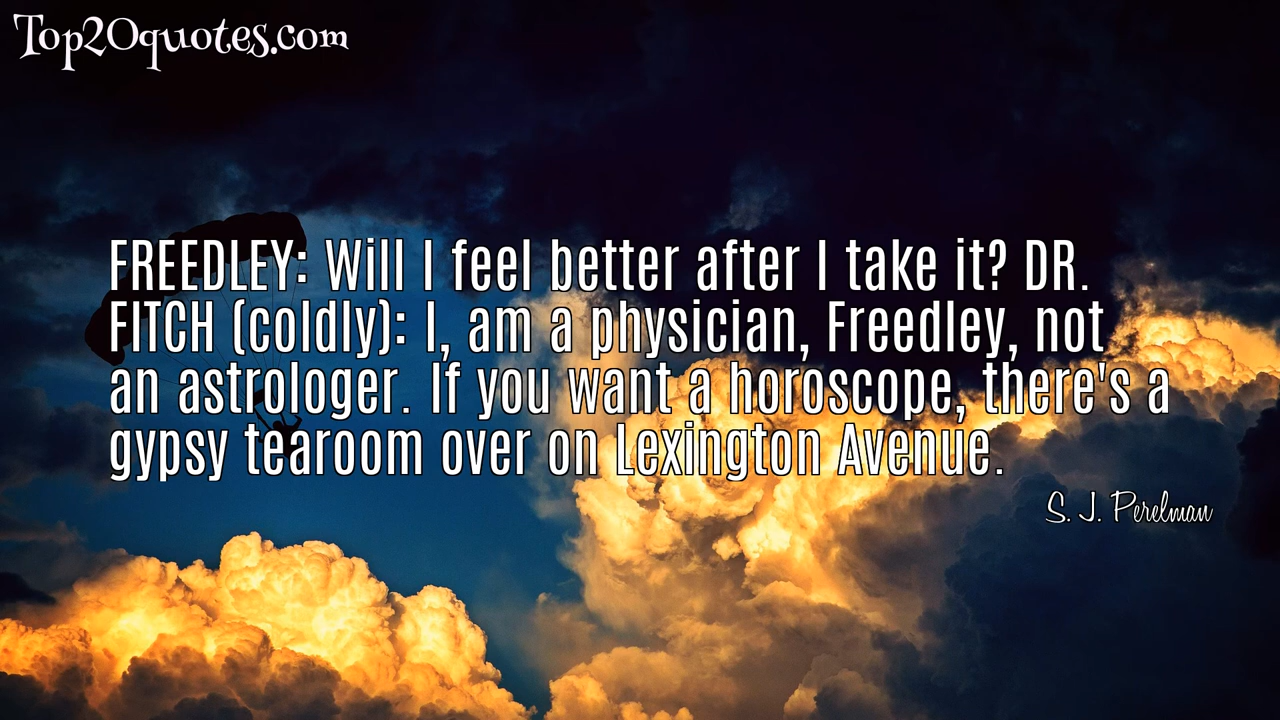 Top20quotes.com
FREEDLEY: Will I feel better after I take it? DR.
FITCH (coldly): I, am a physician, Freedley, not
an astrologer. If you want a horoscope, there's a
gypsy tearoom over on Lexington Avenue.
S. J. Perelman